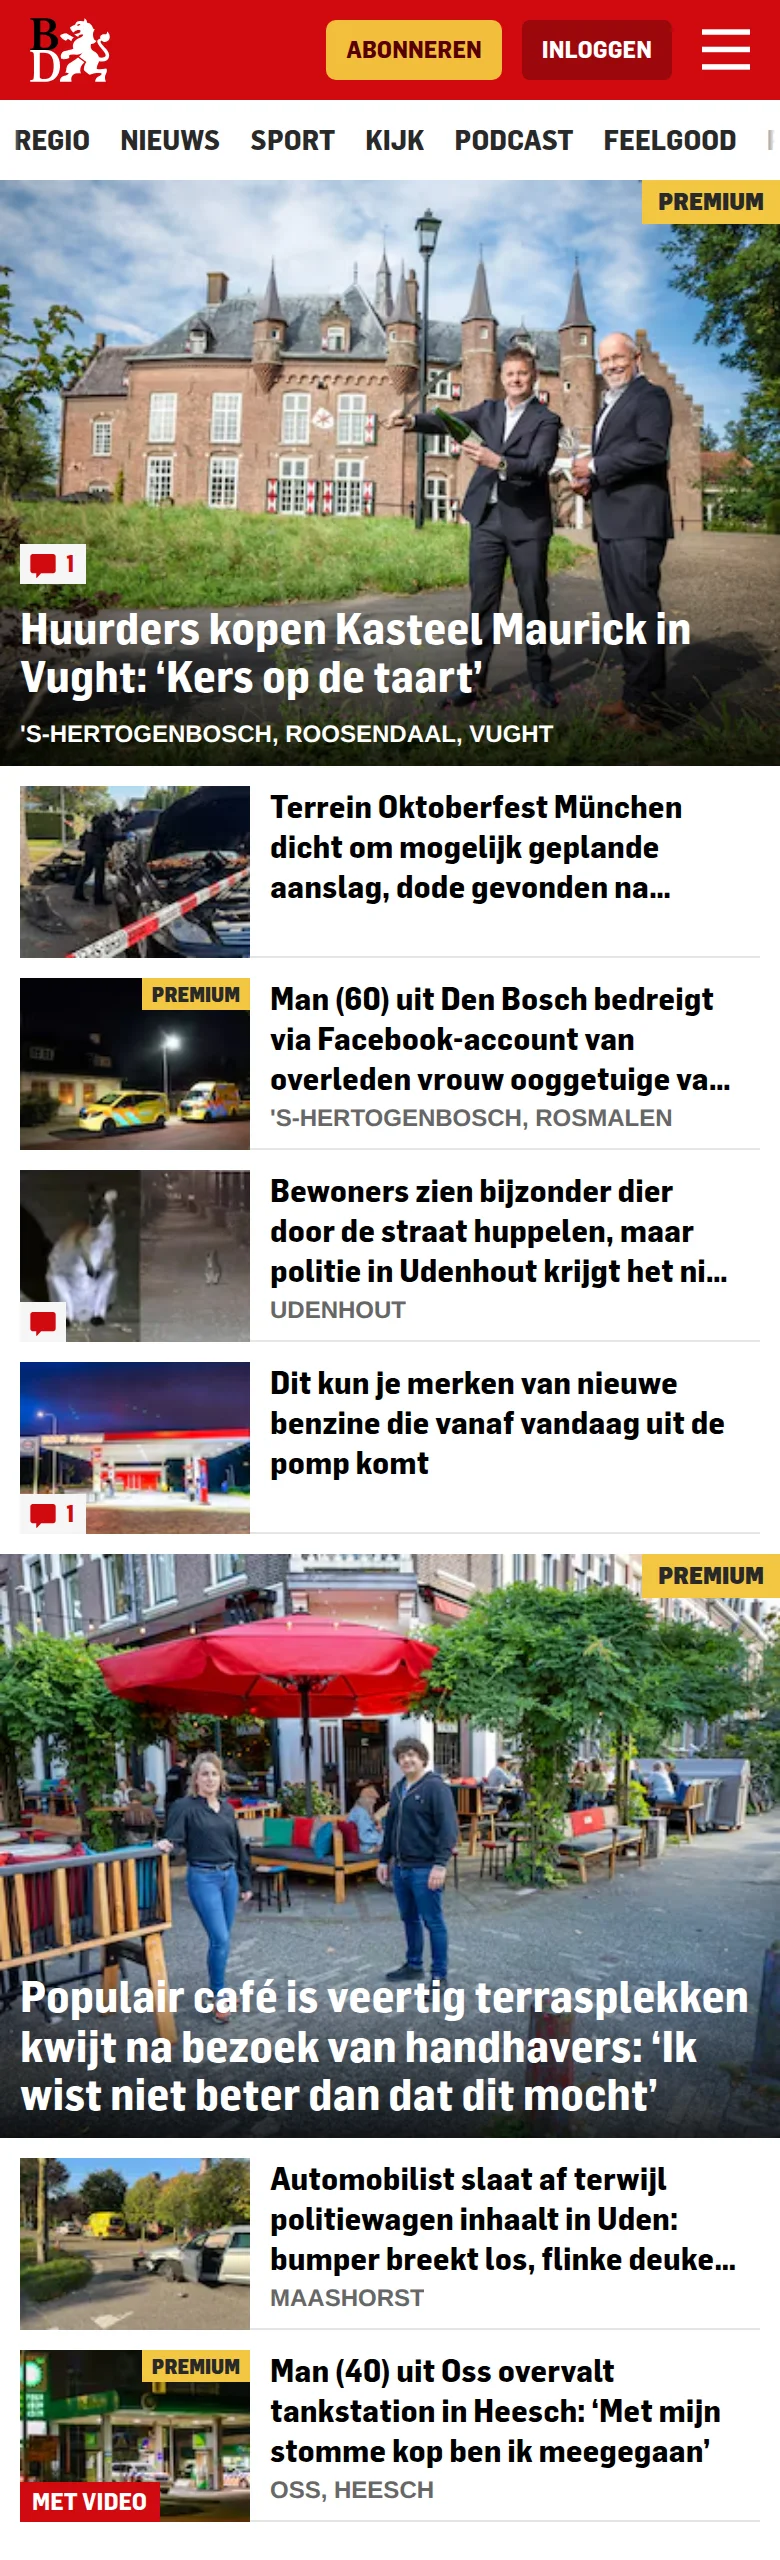 BD
ABONNEREN
INLOGGEN
REGIO NIEUWS SPORT KIJK PODCAST FEELGOOD
PREMIUM
1
Huurders kopen Kasteel Maurick in
Vught: ‘Kers op de taart’
'S-HERTOGENBOSCH, ROOSENDAAL, VUGHT
Terrein Oktoberfest München
dicht om mogelijk geplande
aanslag, dode gevonden na...
PREMIUM
Man (60) uit Den Bosch bedreigt
via Facebook-account van
overleden vrouw ooggetuige va...
'S-HERTOGENBOSCH, ROSMALEN
Bewoners zien bijzonder dier
door de straat huppelen, maar
politie in Udenhout krijgt het ni...
UDENHOUT
1
Dit kun je merken van nieuwe
benzine die vanaf vandaag uit de
pomp komt
PREMIUM
Populair café is veertig terrasplekken
kwijt na bezoek van handhavers: ‘Ik
wist niet beter dan dat dit mocht’
Automobilist slaat af terwijl
politiewagen inhaalt in Uden:
bumper breekt los, flinke deuke...
MAASHORST
PREMIUM
MET VIDEO
Man (40) uit Oss overvalt
tankstation in Heesch: ‘Met mijn
stomme kop ben ik meegegaan’
OSS, HEESCH